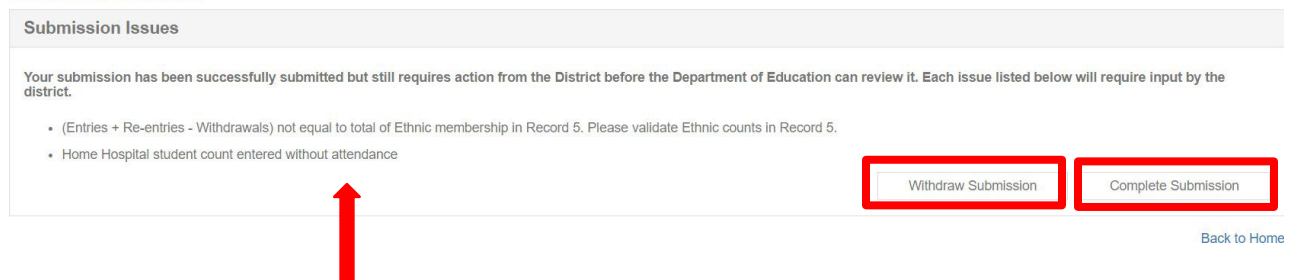 Submission Issues
Your submission has been successfully submitted but still requires action from the District before the Department of Education can review it. Each issue listed below will require input by the
district.
• (Entries + Re-entries - Withdrawals) not equal to total of Ethnic membership in Record 5. Please validate Ethnic counts in Record 5.
• Home Hospital student count entered without attendance
Withdraw Submission Complete Submission
Back to Home